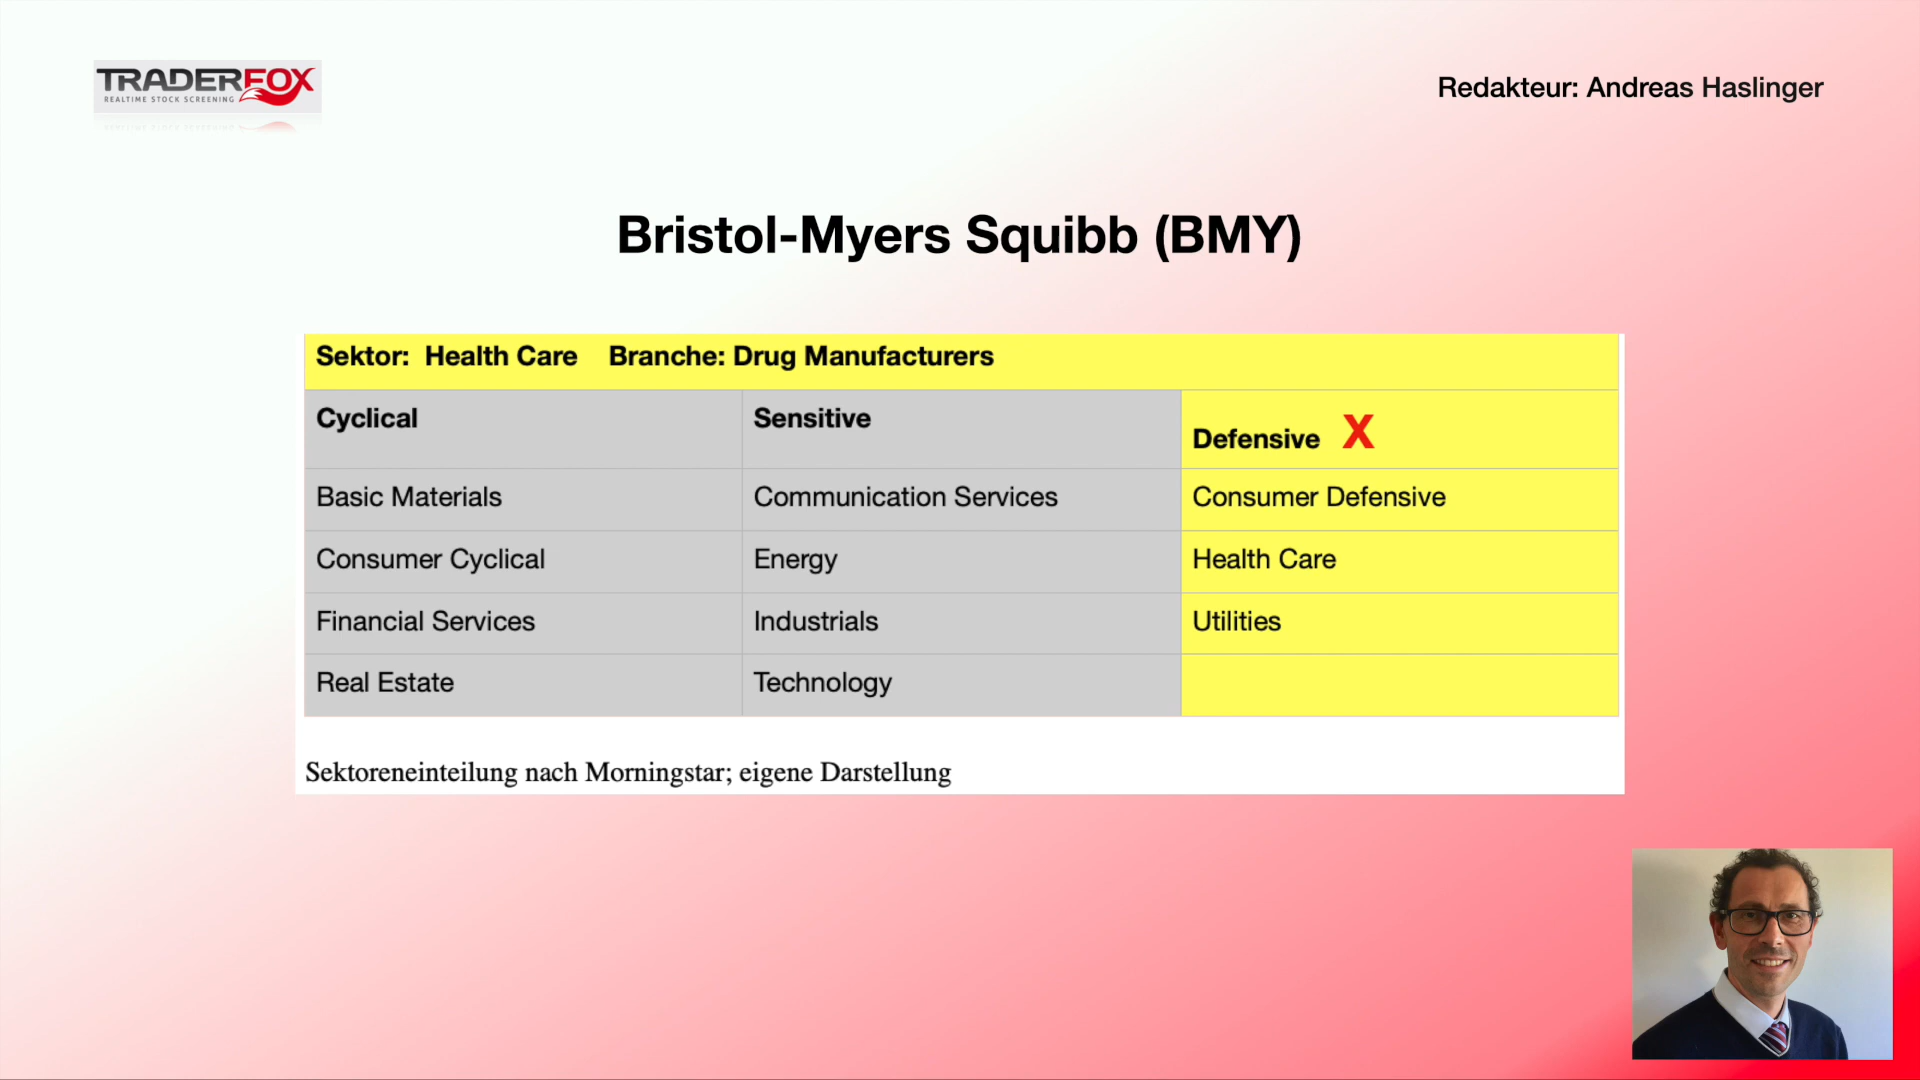 TRADERFOX
REALTIME STOCK SCREENING
Redakteur: Andreas Haslinger
Bristol-Myers Squibb (BMY)
Sektor: Health Care Branche: Drug Manufacturers
Cyclical Sensitive Defensive X
Basic Materials Communication Services Consumer Defensive
Consumer Cyclical Energy Health Care
Financial Services Industrials Utilities
Real Estate Technology
Sektoreneinteilung nach Morningstar; eigene Darstellung